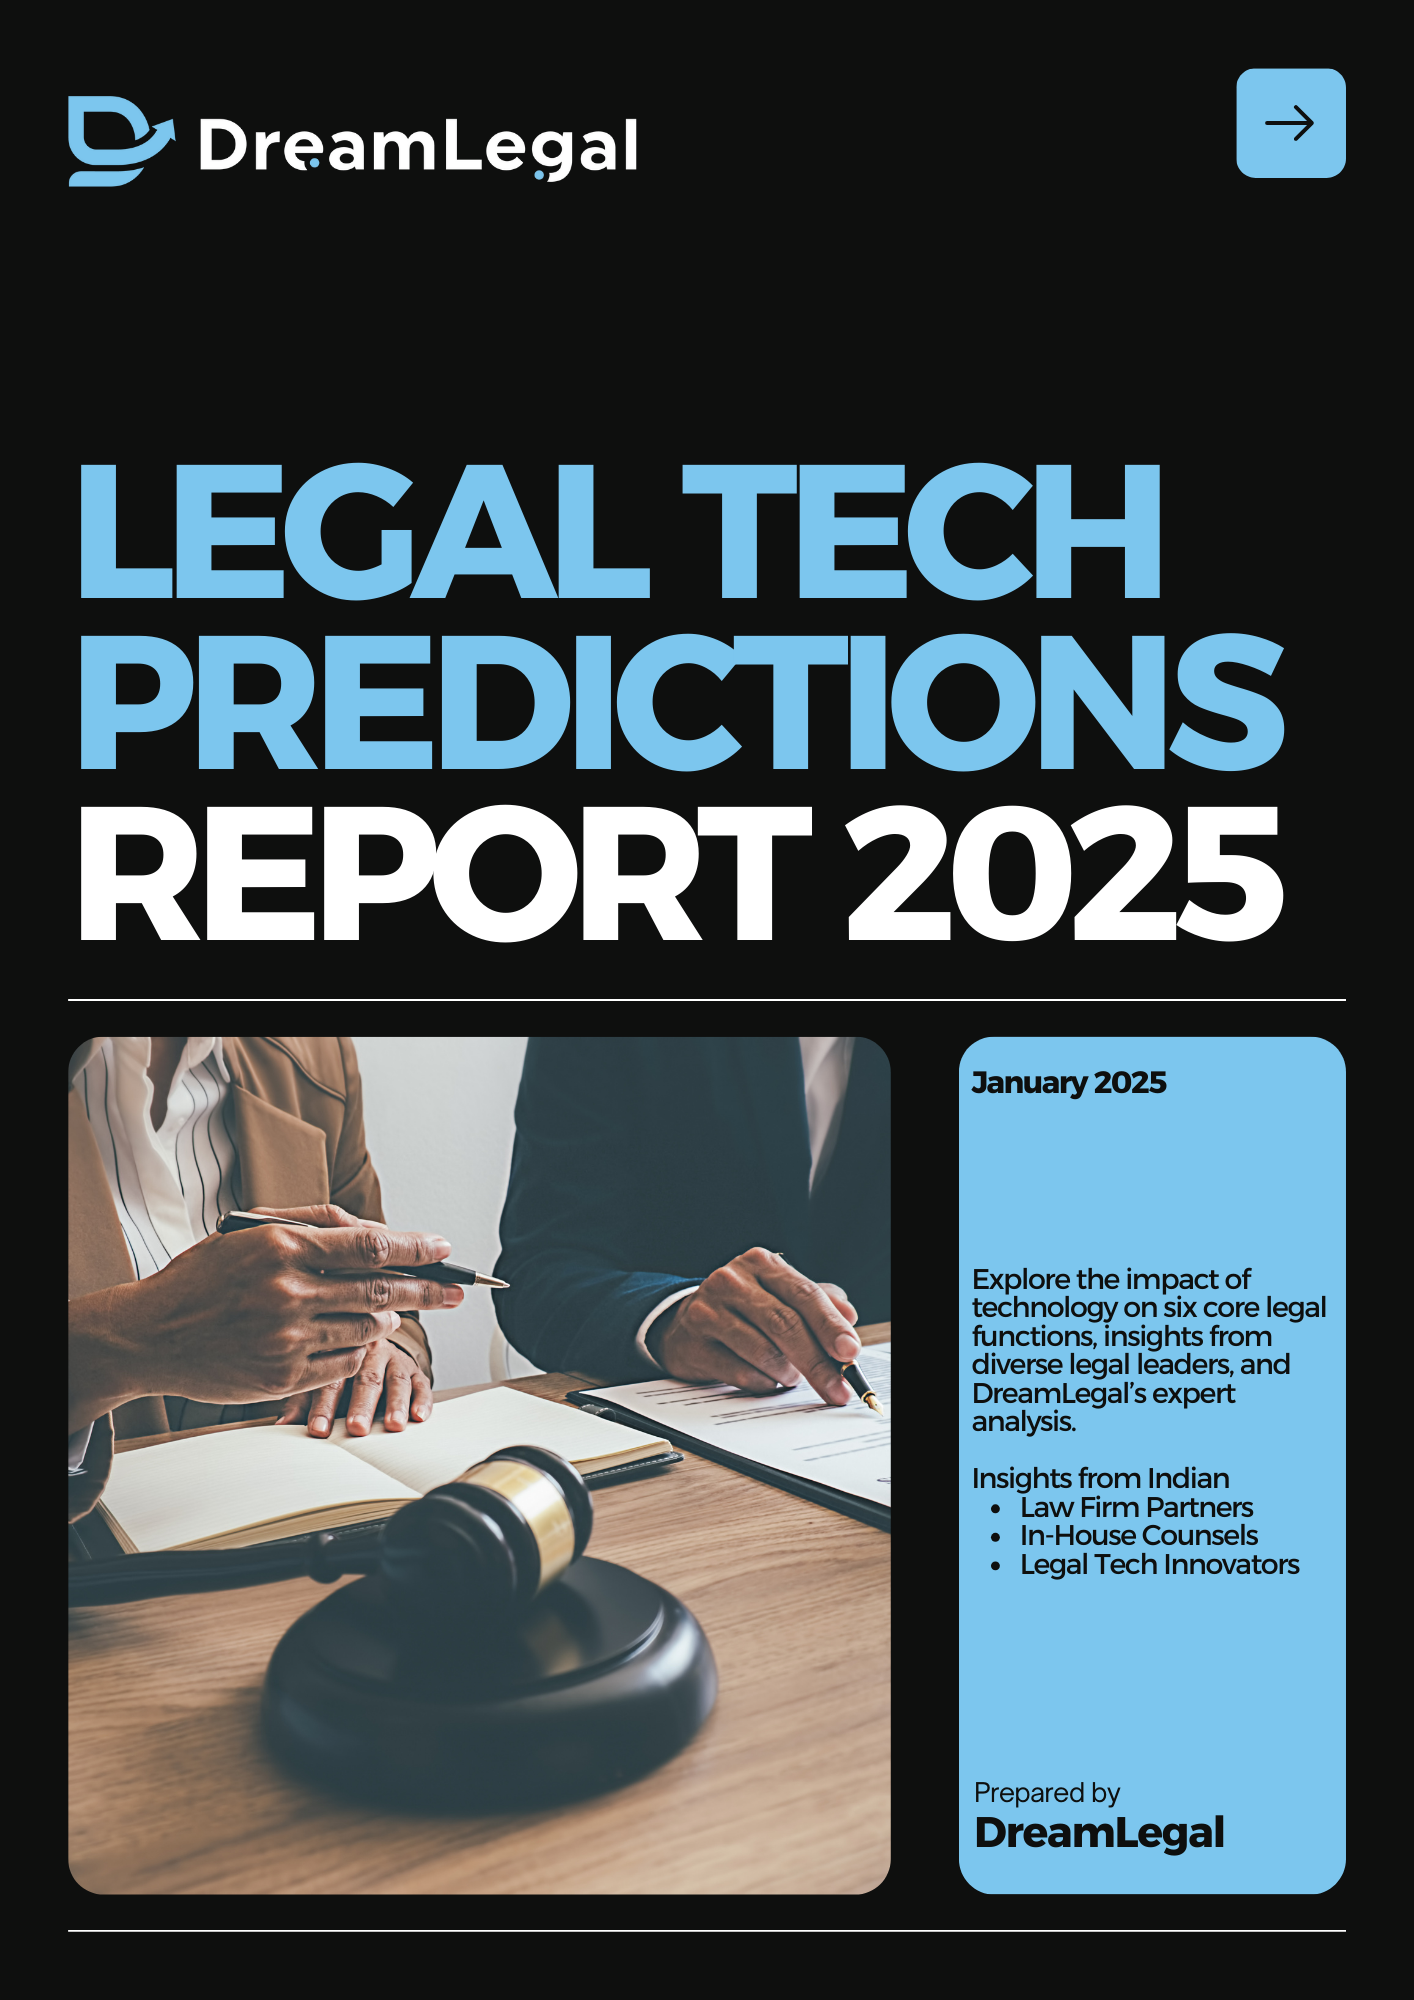 DreamLegal
LEGAL TECH
PREDICTIONS
REPORT 2025
January 2025
Explore the impact of
technology on six core legal
functions, insights from
diverse legal leaders, and
DreamLegal’s expert
analysis.
Insights from Indian
• Law Firm Partners
• In-House Counsels
• Legal Tech Innovators
Prepared by
DreamLegal